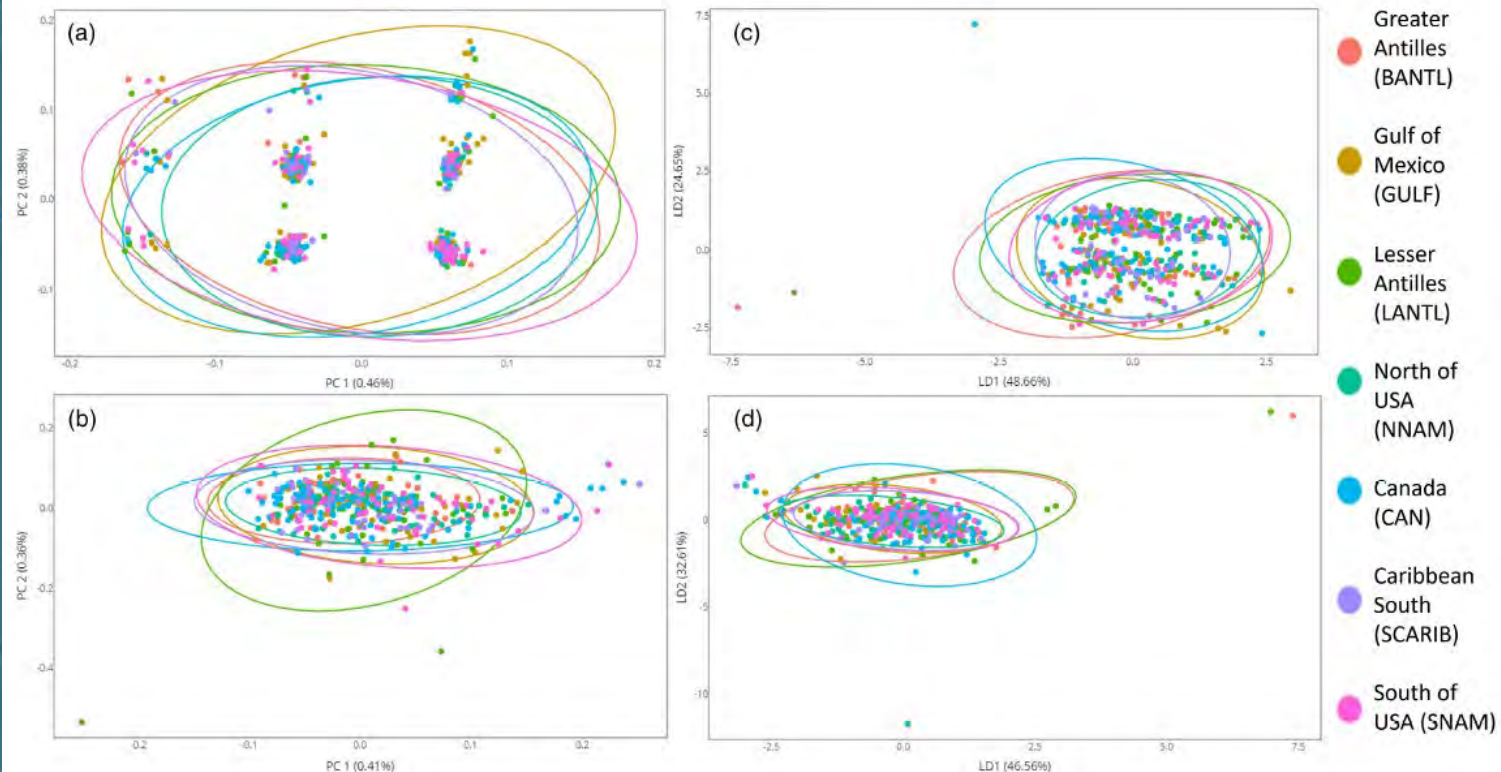 (a)
0.2
0.1
0.0
-0.1
PC 2 (0.38%)
-0.2
-0.1
0.0
0.1
0.2
PC 1 (0.46%)
(c)
7.5
5.0
2.5
0.0
-2.5
LD2 (24.65%)
-7.5
-5.0
-2.5
0.0
2.5
LD1 (48.66%)
(b)
0.2
0.0
-0.2
-0.4
PC 2 (0.36%)
0.2
-0.1
0.0
0.1
0.2
PC 1 (0.41%)
(d)
5
0
-5
-10
LD2 (32.61%)
-2.5
0.0
2.5
5.0
7.5
LD1 (46.56%)
Greater
Antilles
(BANTL)
Gulf of
Mexico
(GULF)
Lesser
Antilles
(LANTL)
North of
USA
(NNAM)
Canada
(CAN)
Caribbean
South
(SCARIB)
South of
USA (SNAM)